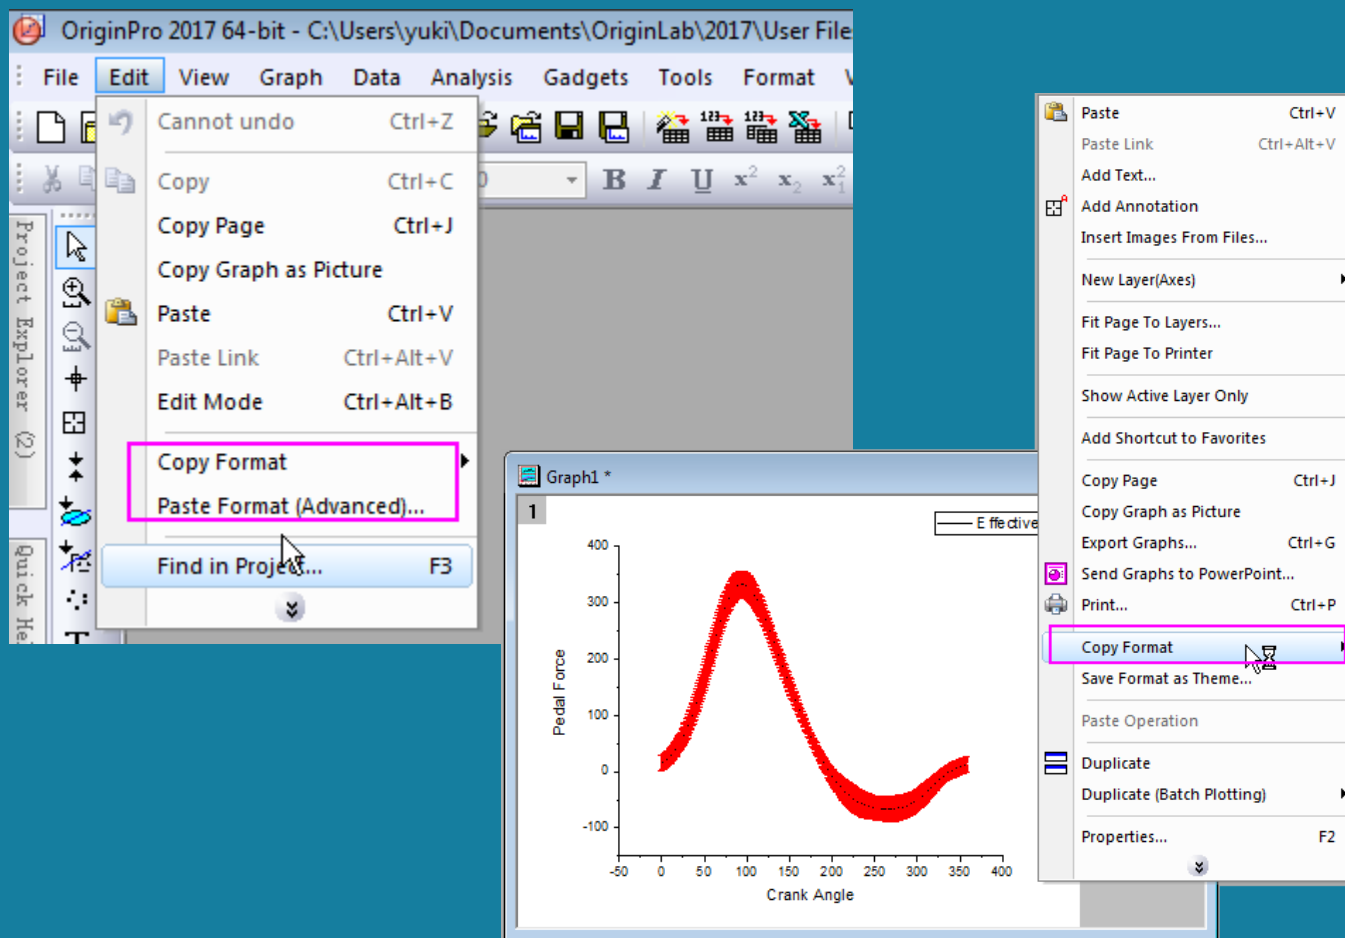 OriginPro 2017 64-bit - C:\Users\yuki\Documents\OriginLab\2017\User File
File Edit View Graph Data Analysis Gadgets Tools Format
Cannot undo Ctrl+Z
Copy Ctrl+C
Copy Page Ctrl+J
Copy Graph as Picture
Paste Ctrl+V
Paste Link Ctrl+Alt+V
Edit Mode Ctrl+Alt+B
Copy Format
Paste Format (Advanced)...
Find in Project... F3
B I U x² x₂
Project Explorer (2)
Quick He
Graph1 *
1
Effective
400
300
200
100
0
-100
Pedal Force
-50 0 50 100 150 200 250 300 350 400
Crank Angle
Paste Ctrl+V
Paste Link Ctrl+Alt+V
Add Text...
Add Annotation
Insert Images From Files...
New Layer(Axes)
Fit Page To Layers...
Fit Page To Printer
Show Active Layer Only
Add Shortcut to Favorites
Copy Page Ctrl+J
Copy Graph as Picture
Export Graphs... Ctrl+G
Send Graphs to PowerPoint...
Print... Ctrl+P
Copy Format
Save Format as Theme...
Paste Operation
Duplicate
Duplicate (Batch Plotting)
Properties... F2